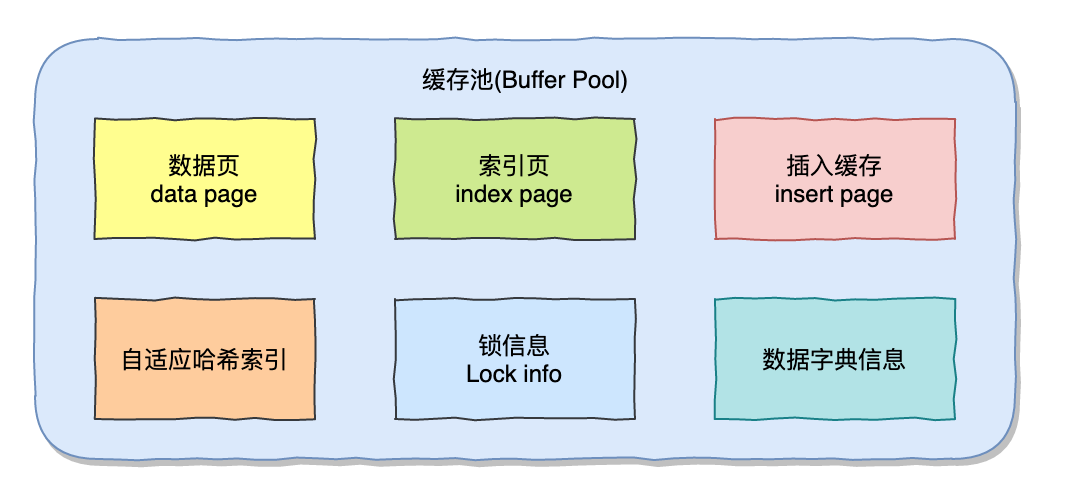 缓存池(Buffer Pool)
数据页
data page
索引页
index page
插入缓存
insert page
自适应哈希索引
锁信息
Lock info
数据字典信息